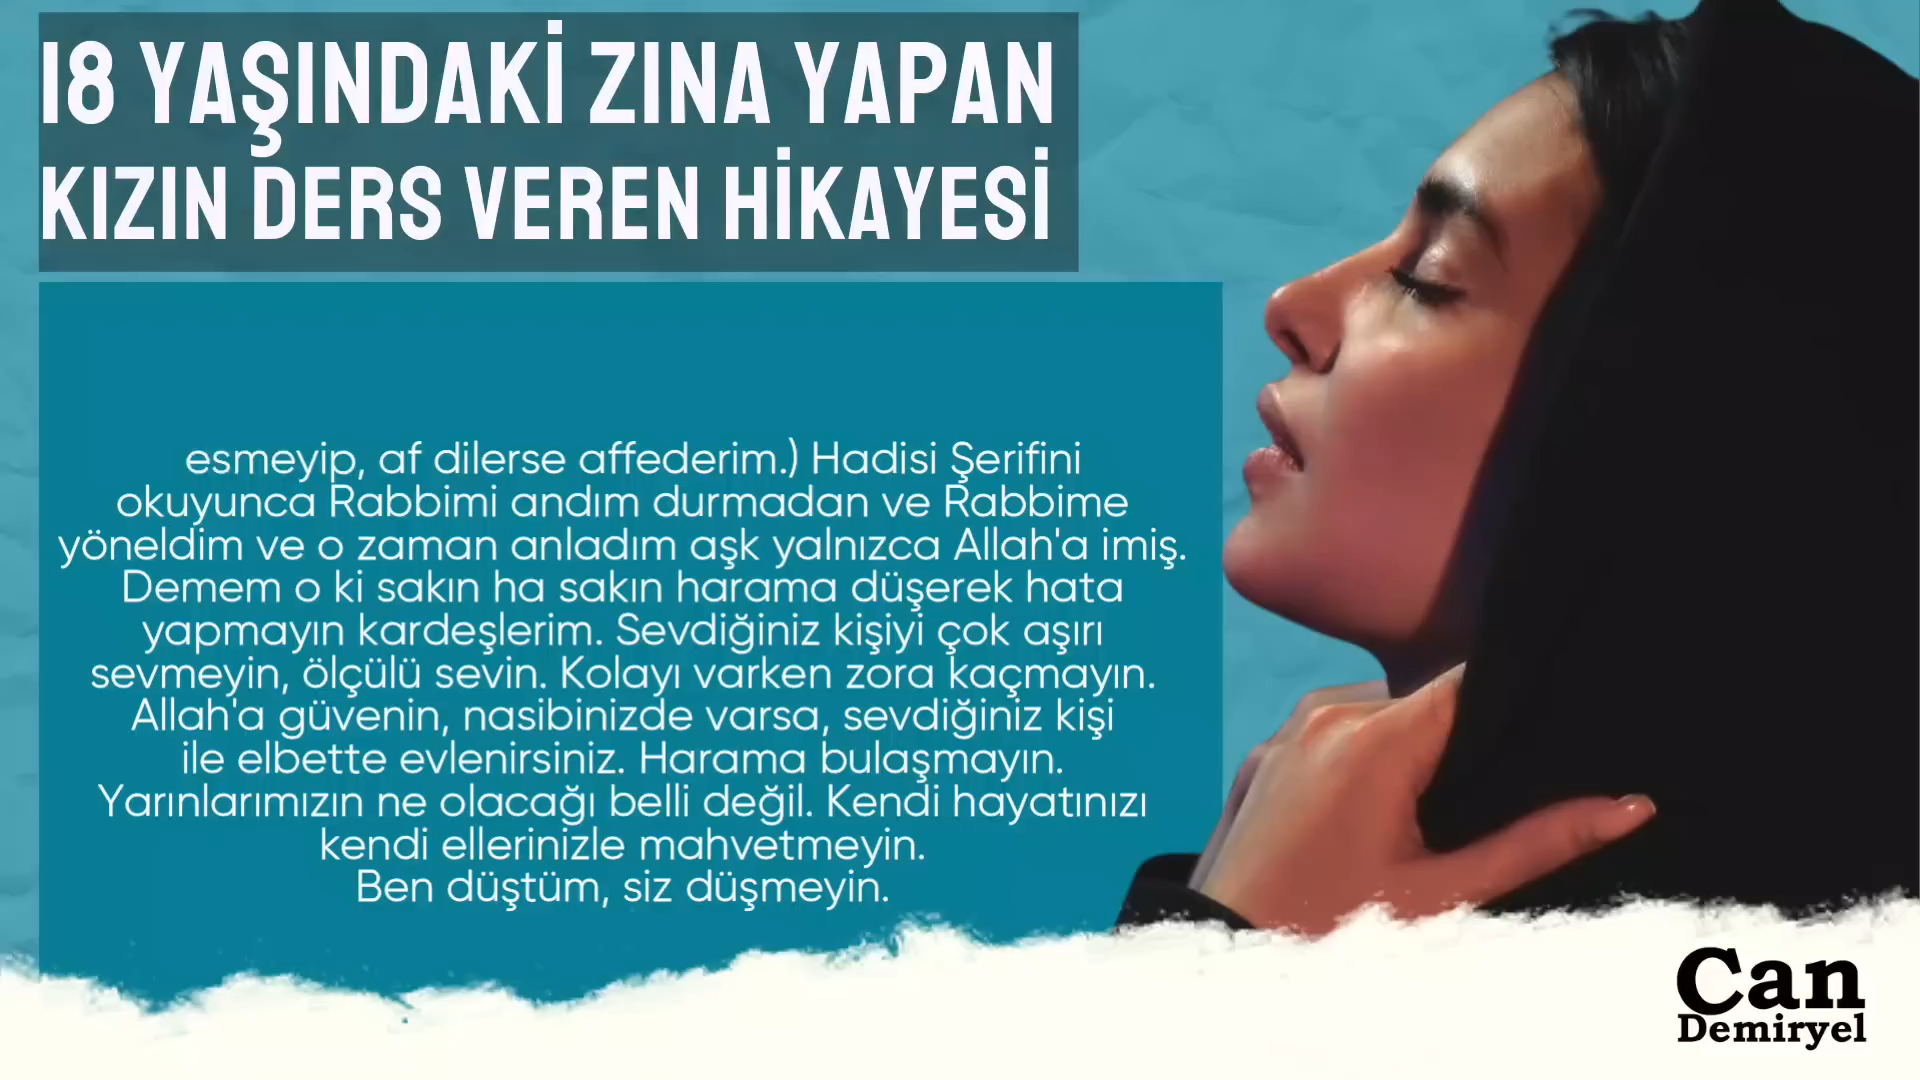 18 YAŞINDAKİ ZINA YAPAN
KIZIN DERS VEREN HİKAYESİ
esmeyip, af dilerse affederim.) Hadisi Şerifini
okuyunca Rabbimi andım durmadan ve Rabbime
yöneldim ve o zaman anladım aşk yalnızca Allah'a imiş.
Demem o ki sakın ha sakın harama düşerek hata
yapmayın kardeşlerim. Sevdiğiniz kişiyi çok aşırı
sevmeyin, ölçülü sevin. Kolayı varken zora kaçmayın.
Allah'a güvenin, nasibinizde varsa, sevdiğiniz kişi
ile elbette evlenirsiniz. Harama bulaşmayın.
Yarınlarımızın ne olacağı belli değil. Kendi hayatınızı
kendi ellerinizle mahvetmeyin.
Ben düştüm, siz düşmeyin.
Can
Demiryel